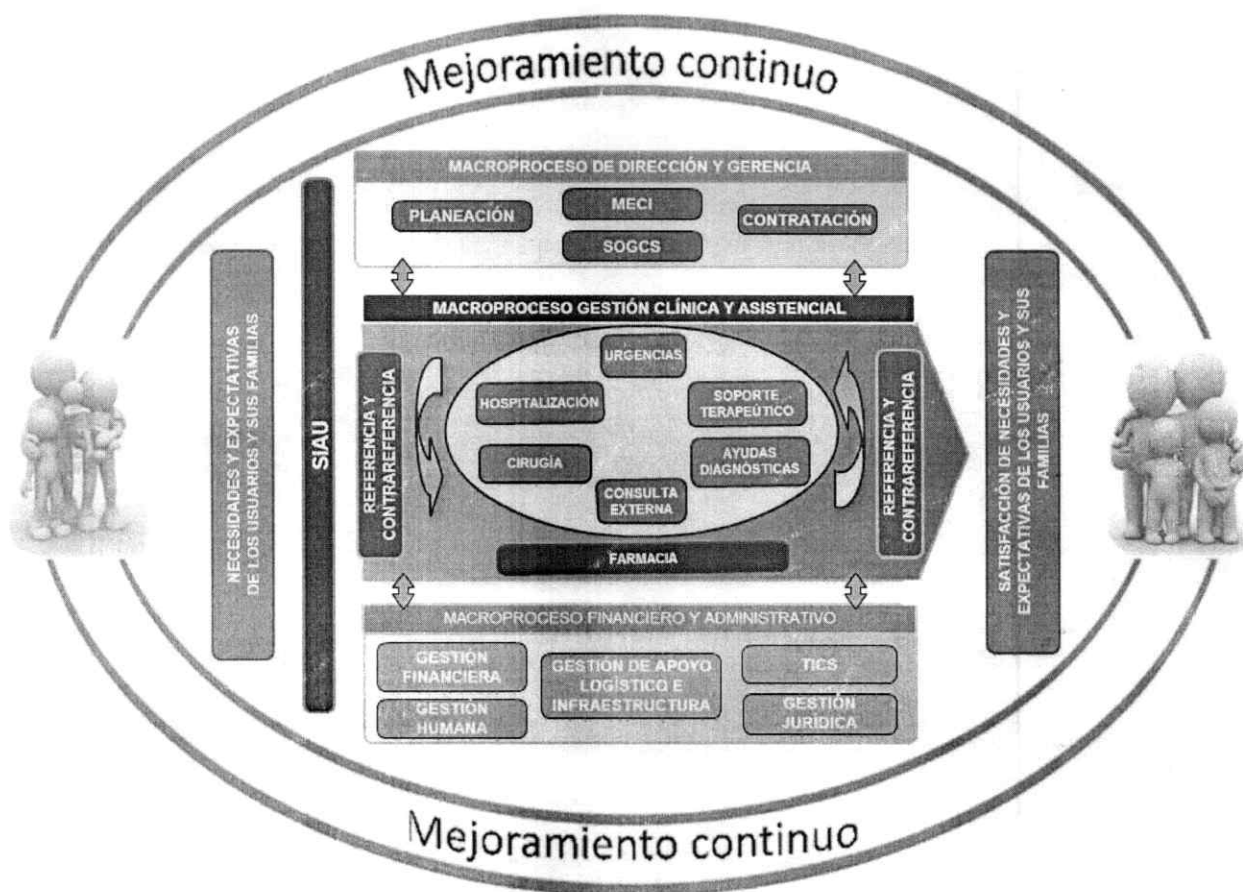 Mejoramiento continuo
MACROPROCESO DE DIRECCIÓN Y GERENCIA
PLANEACIÓN
MECI
SOGCS
CONTRATACIÓN
NECESIDADES Y EXPECTATIVAS
DE LOS USUARIOS Y SUS FAMILIAS
SIAU
MACROPROCESO GESTIÓN CLÍNICA Y ASISTENCIAL
REFERENCIA Y
CONTRAREFERENCIA
URGENCIAS
HOSPITALIZACIÓN
SOPORTE
TERAPEÚTICO
CIRUGÍA
AYUDAS
DIAGNÓSTICAS
CONSULTA
EXTERNA
FARMACIA
REFERENCIA Y
CONTRAREFERENCIA
SATISFACCIÓN DE NECESIDADES Y
EXPECTATIVAS DE LOS USUARIOS Y SUS
FAMILIAS
MACROPROCESO FINANCIERO Y ADMINISTRATIVO
GESTIÓN
FINANCIERA
GESTIÓN
HUMANA
GESTIÓN DE APOYO
LOGÍSTICO E
INFRAESTRUCTURA
TICS
GESTIÓN
JURÍDICA
Mejoramiento continuo